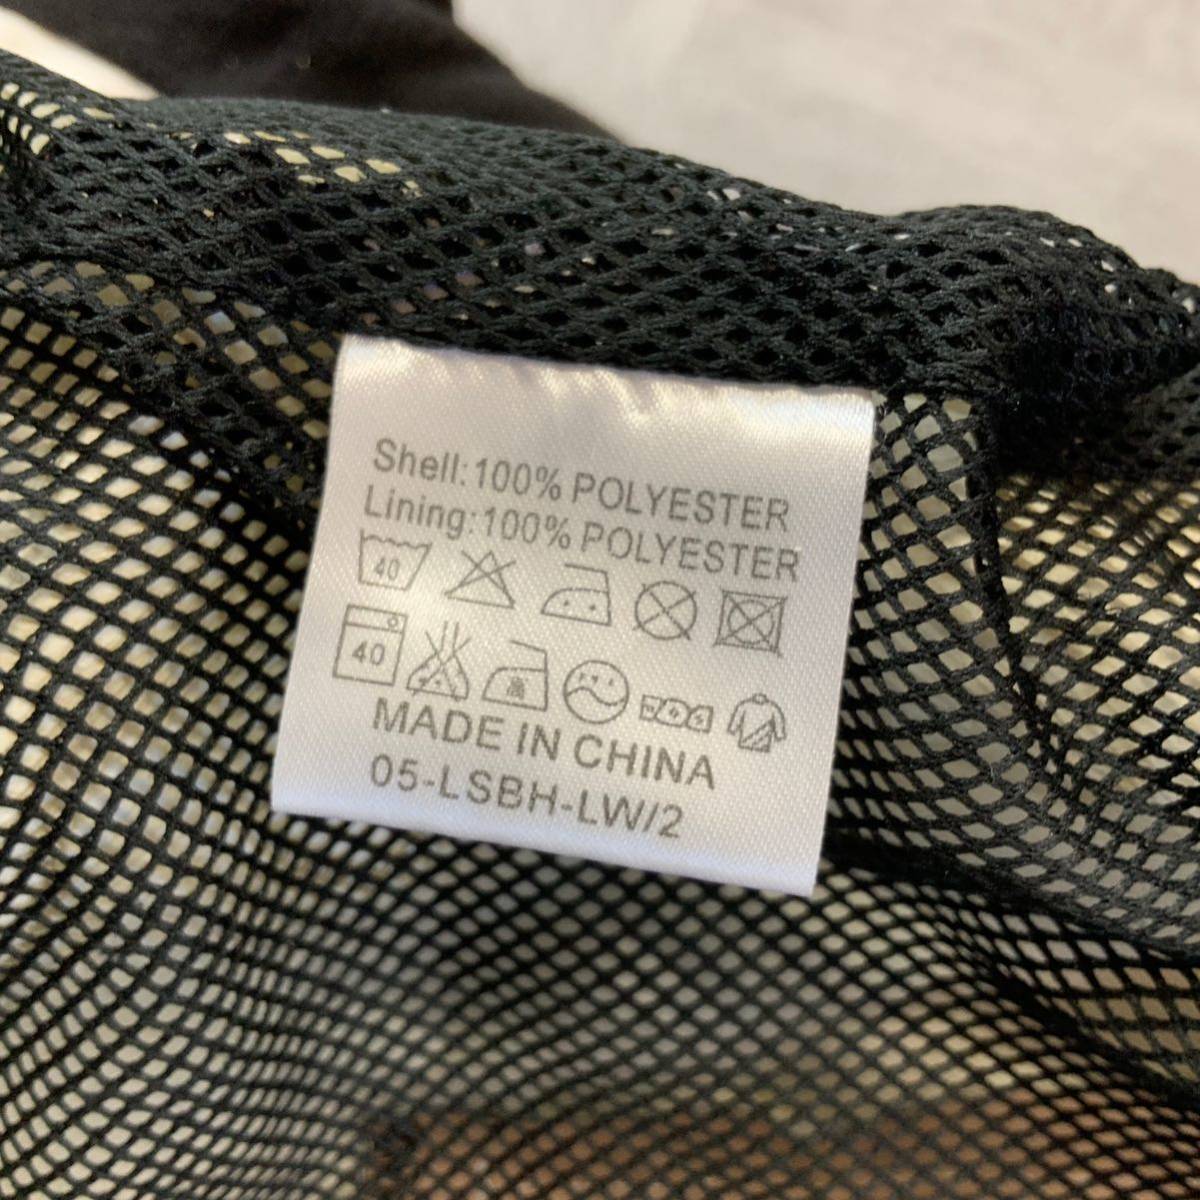 Shell:100% POLYESTER
Lining:100% POLYESTER
40
40
MADE IN CHINA
05-LSBH-LW/2